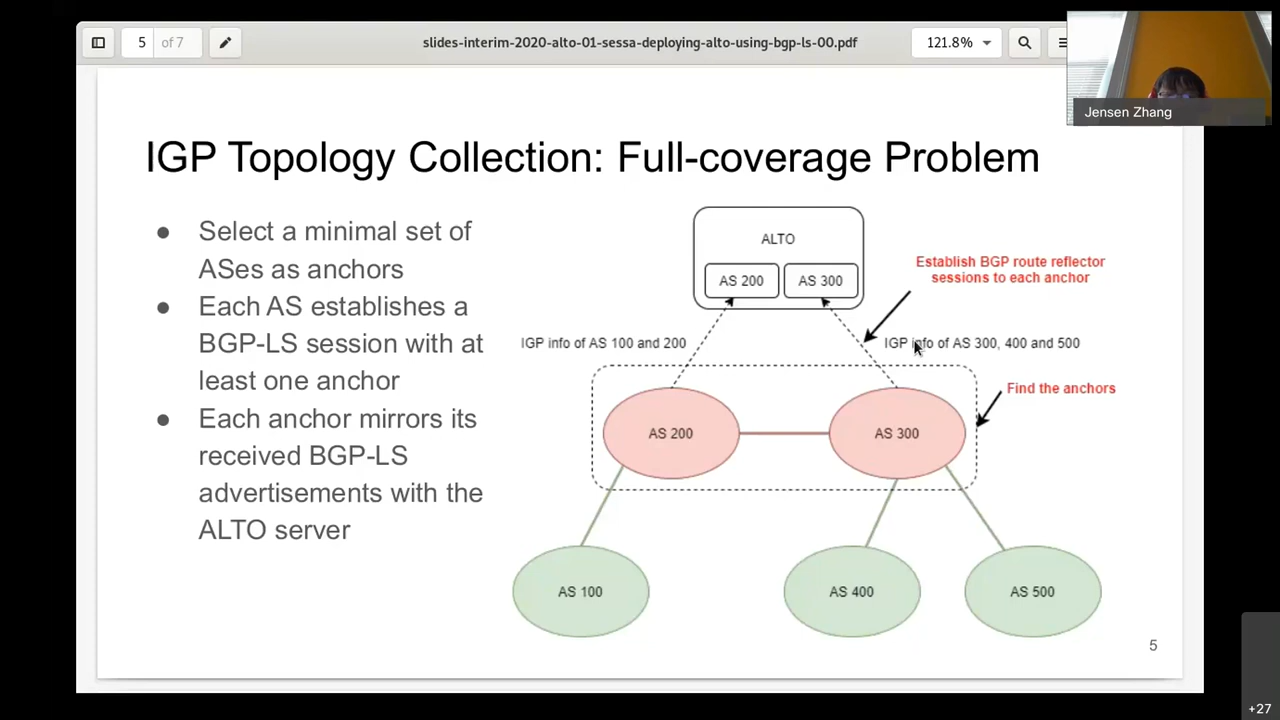 5 of 7
slides-interim-2020-alto-01-sessa-deploying-alto-using-bgp-ls-00.pdf
121.8%
Jensen Zhang
IGP Topology Collection: Full-coverage Problem
● Select a minimal set of
ASes as anchors
● Each AS establishes a
BGP-LS session with at
least one anchor
● Each anchor mirrors its
received BGP-LS
advertisements with the
ALTO server
ALTO
AS 200
AS 300
Establish BGP route reflector
sessions to each anchor
IGP info of AS 100 and 200
IGP info of AS 300, 400 and 500
Find the anchors
AS 200
AS 300
AS 100
AS 400
AS 500
5
+27